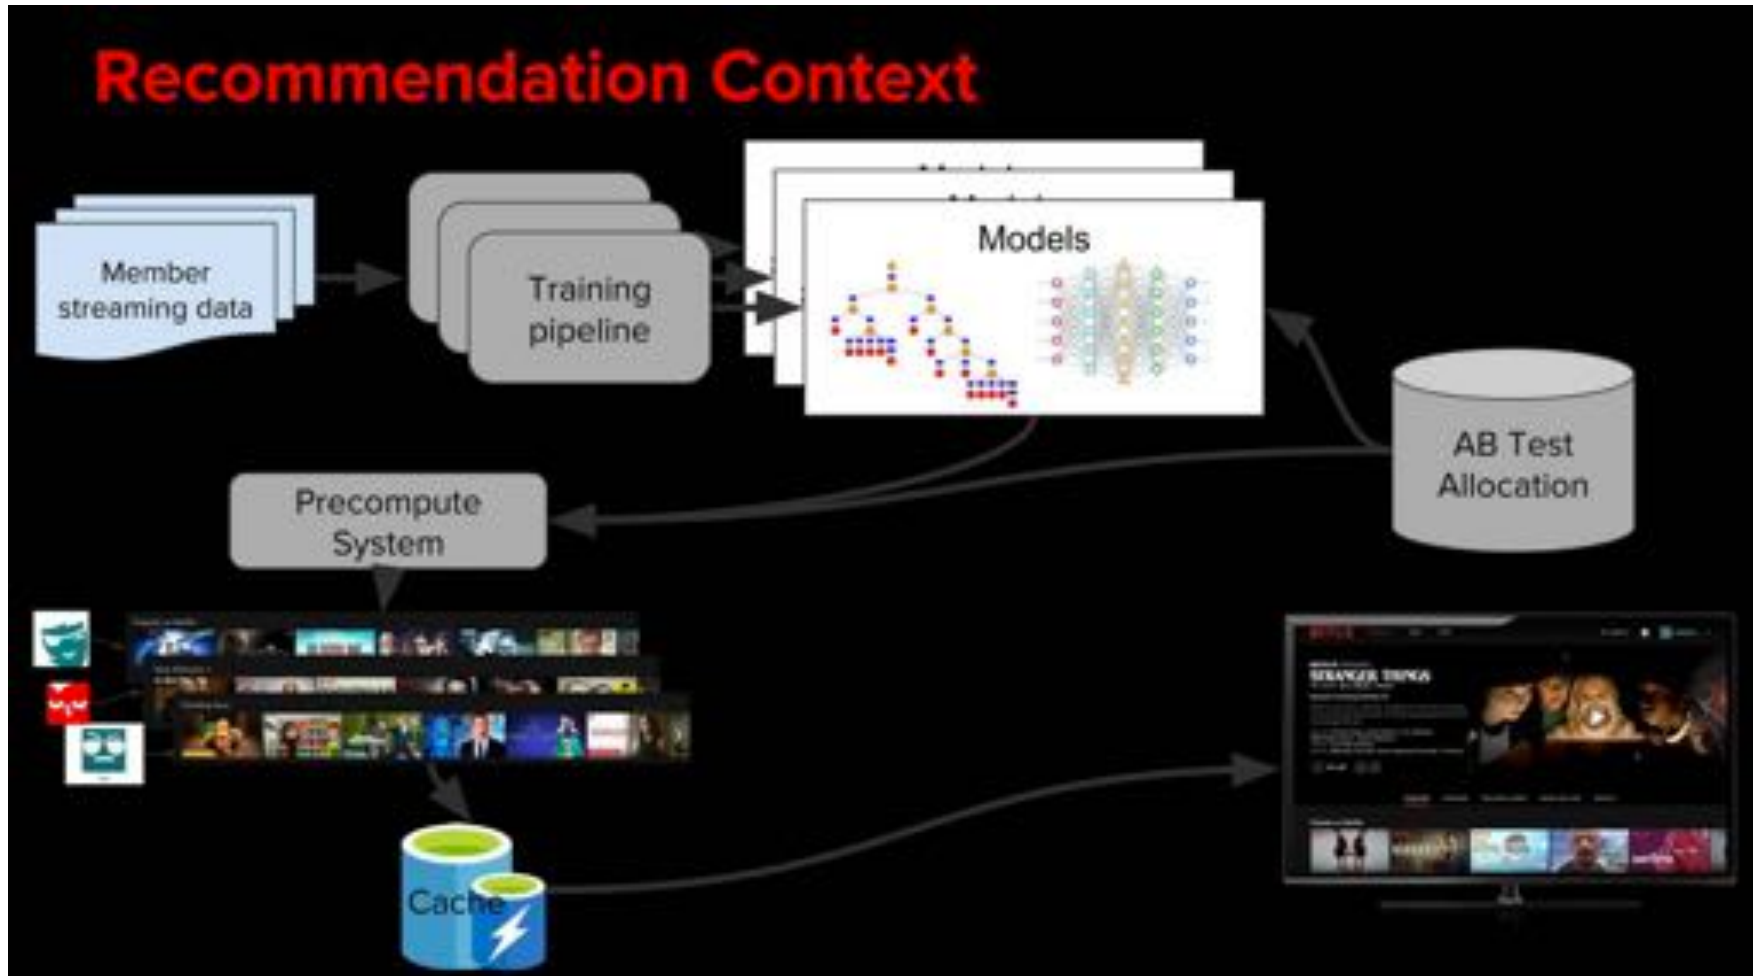 Recommendation Context
Member
streaming data
Training
pipeline
Models
AB Test
Allocation
Precompute
System
STRANGER THINGS
Cache